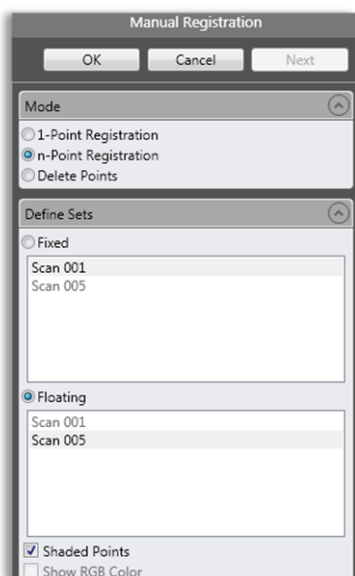 Manual Registration
OK Cancel Next
Mode
1-Point Registration
n-Point Registration
Delete Points
Define Sets
Fixed
Scan 001
Scan 005
Floating
Scan 001
Scan 005
Shaded Points
Show RGB Color